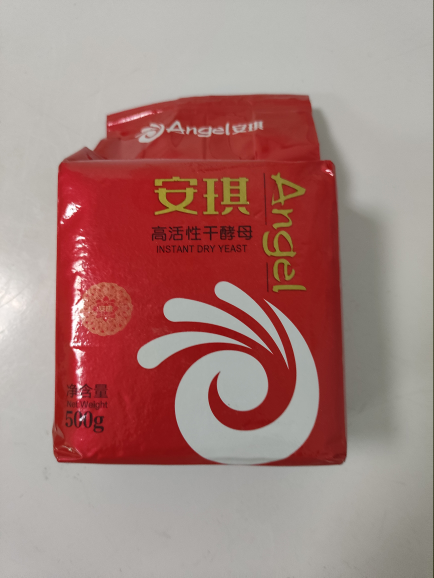 Angel安琪
安琪
Angel
高活性干酵母
INSTANT DRY YEAST
净含量
Net Weight
500g